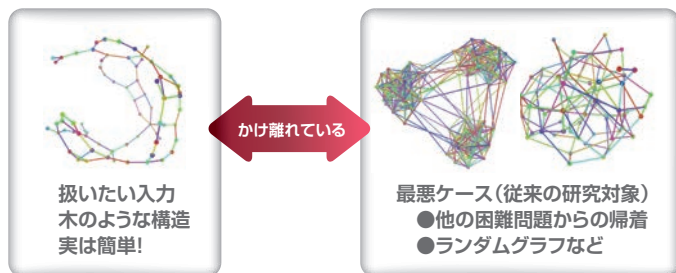 かけ離れている
扱いたい入力
木のような構造
実は簡単!
最悪ケース(従来の研究対象)
●他の困難問題からの帰着
●ランダムグラフなど